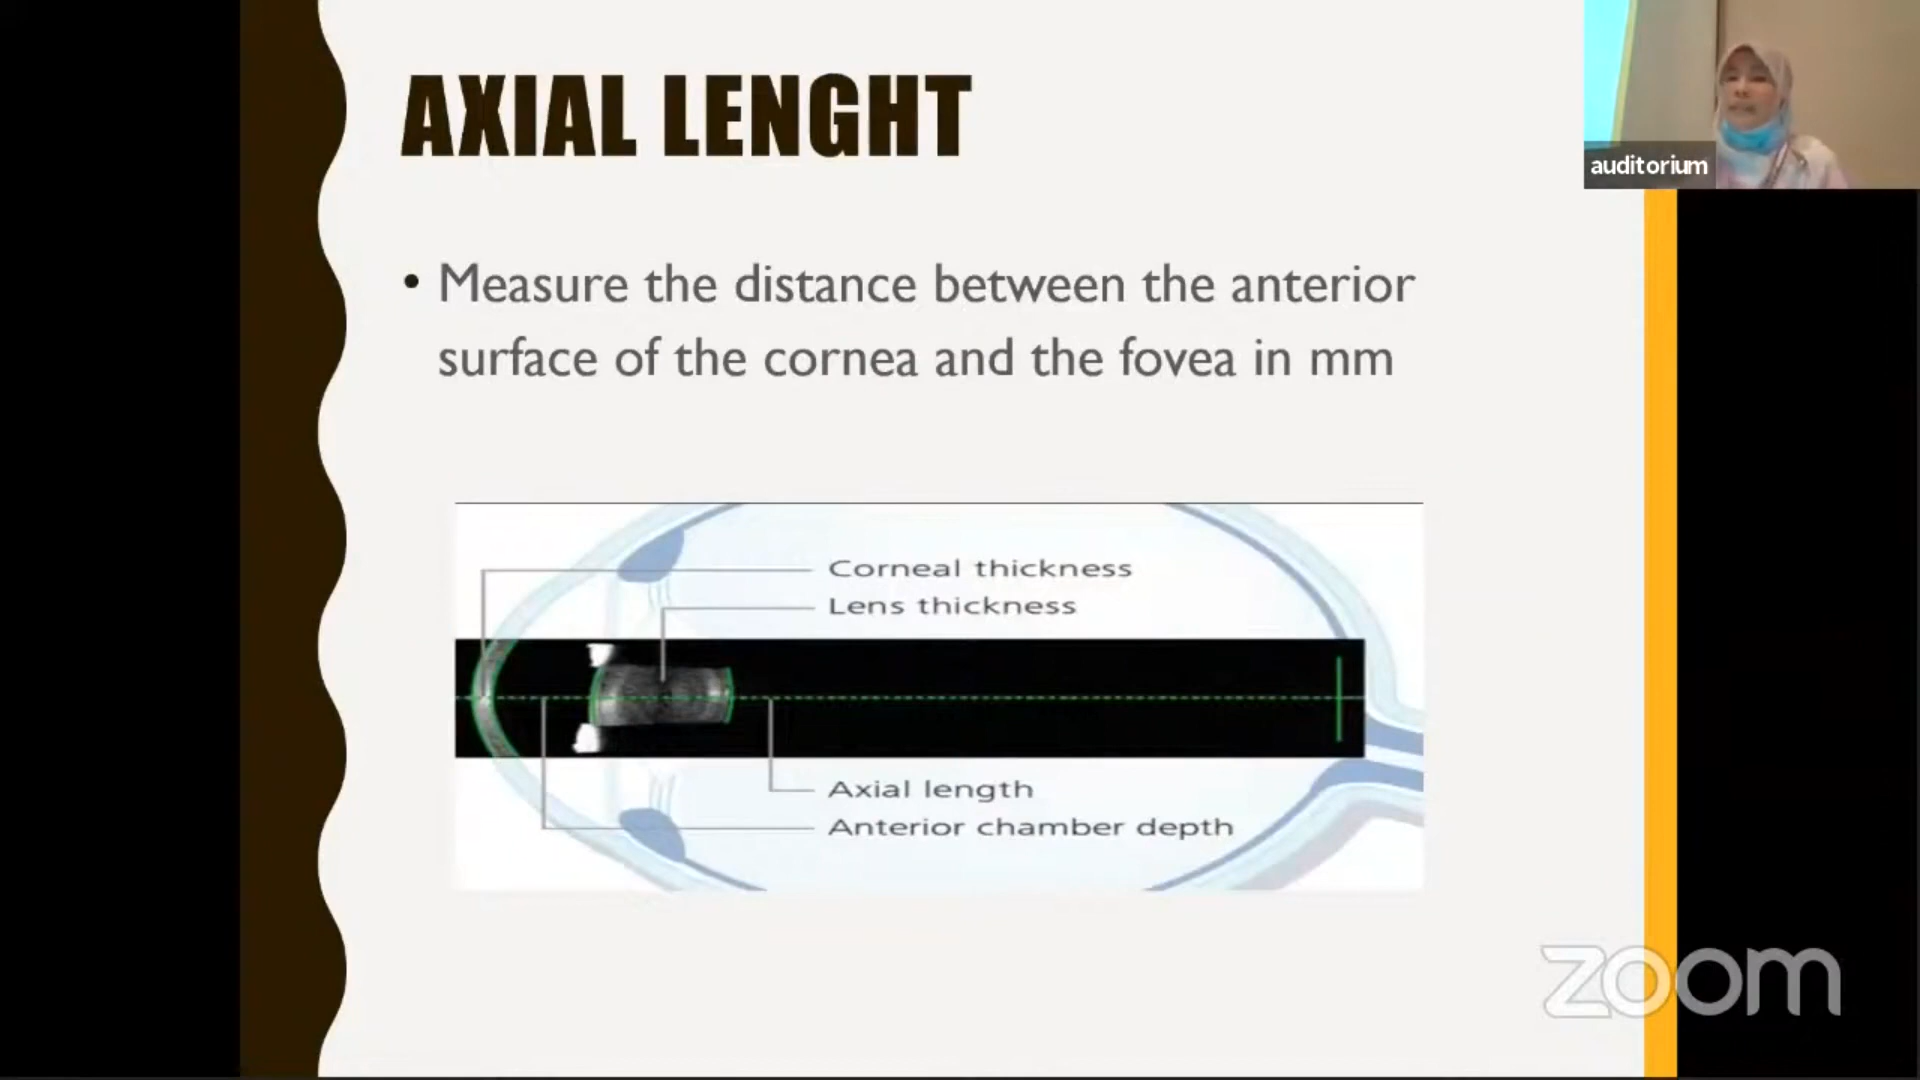 AXIAL LENGHT
auditorium
• Measure the distance between the anterior
surface of the cornea and the fovea in mm
Corneal thickness
Lens thickness
Axial length
Anterior chamber depth
zoom